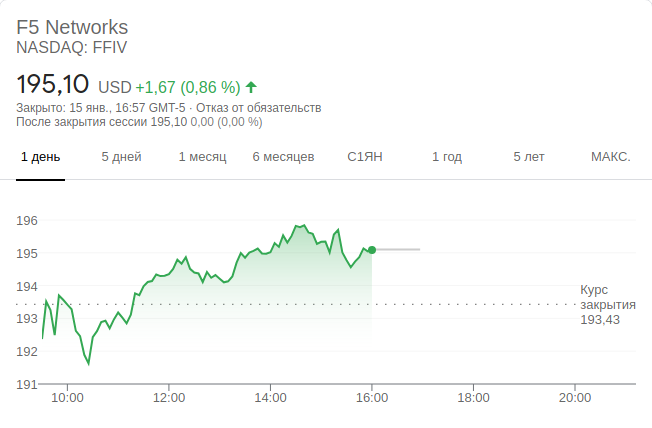 F5 Networks
NASDAQ: FFIV
195,10 USD +1,67 (0,86 %)
Закрыто: 15 янв., 16:57 GMT-5 · Отказ от обязательств
После закрытия сессии 195,10 0,00 (0,00 %)
1 день 5 дней 1 месяц 6 месяцев С1ЯН 1 год 5 лет МАКС.
196
195
194
Курс
закрытия
193,43
193
192
191
10:00 12:00 14:00 16:00 18:00 20:00